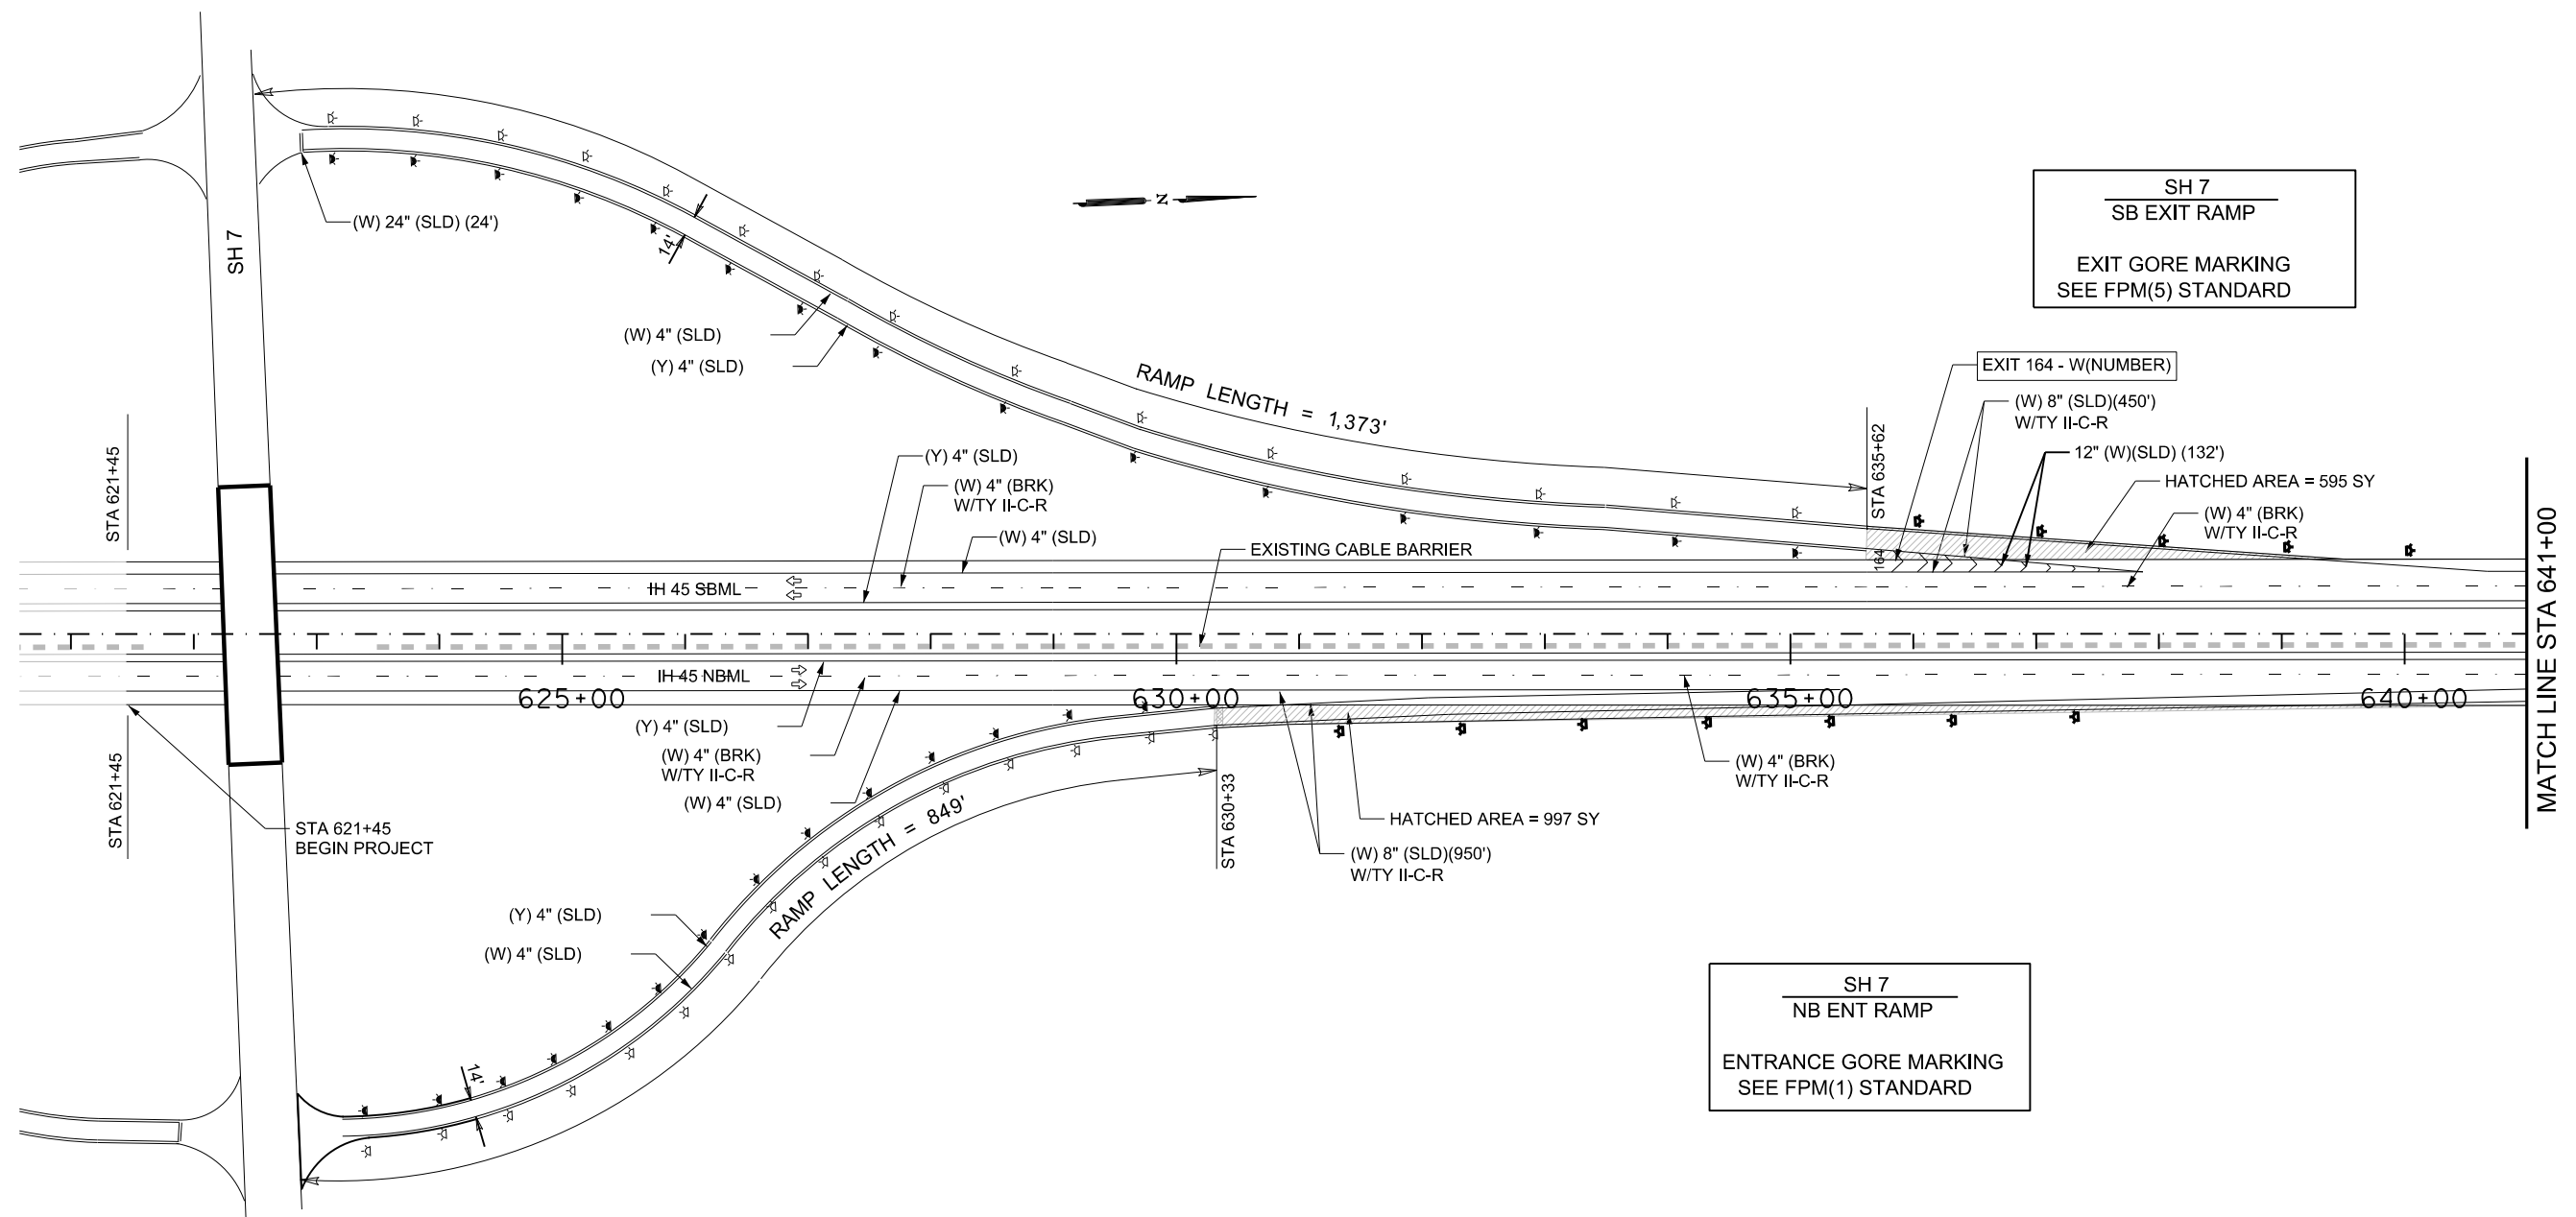 SH 7
(W) 24" (SLD) (24')
14'
N
SH 7
SB EXIT RAMP
EXIT GORE MARKING
SEE FPM(5) STANDARD
(W) 4" (SLD)
(Y) 4" (SLD)
RAMP LENGTH = 1,373'
EXIT 164 - W(NUMBER)
(W) 8" (SLD)(450')
W/TY II-C-R
12" (W)(SLD) (132')
HATCHED AREA = 595 SY
(W) 4" (BRK)
W/TY II-C-R
STA 635+62
164
STA 621+45
(Y) 4" (SLD)
(W) 4" (BRK)
W/TY II-C-R
(W) 4" (SLD)
EXISTING CABLE BARRIER
IH 45 SBML
IH 45 NBML
625+00
630+00
635+00
640+00
MATCH LINE STA 641+00
(Y) 4" (SLD)
(W) 4" (BRK)
W/TY II-C-R
(W) 4" (SLD)
STA 621+45
STA 621+45
BEGIN PROJECT
RAMP LENGTH = 849'
STA 630+33
(W) 4" (BRK)
W/TY II-C-R
HATCHED AREA = 997 SY
(W) 8" (SLD)(950')
W/TY II-C-R
(Y) 4" (SLD)
(W) 4" (SLD)
14'
SH 7
NB ENT RAMP
ENTRANCE GORE MARKING
SEE FPM(1) STANDARD